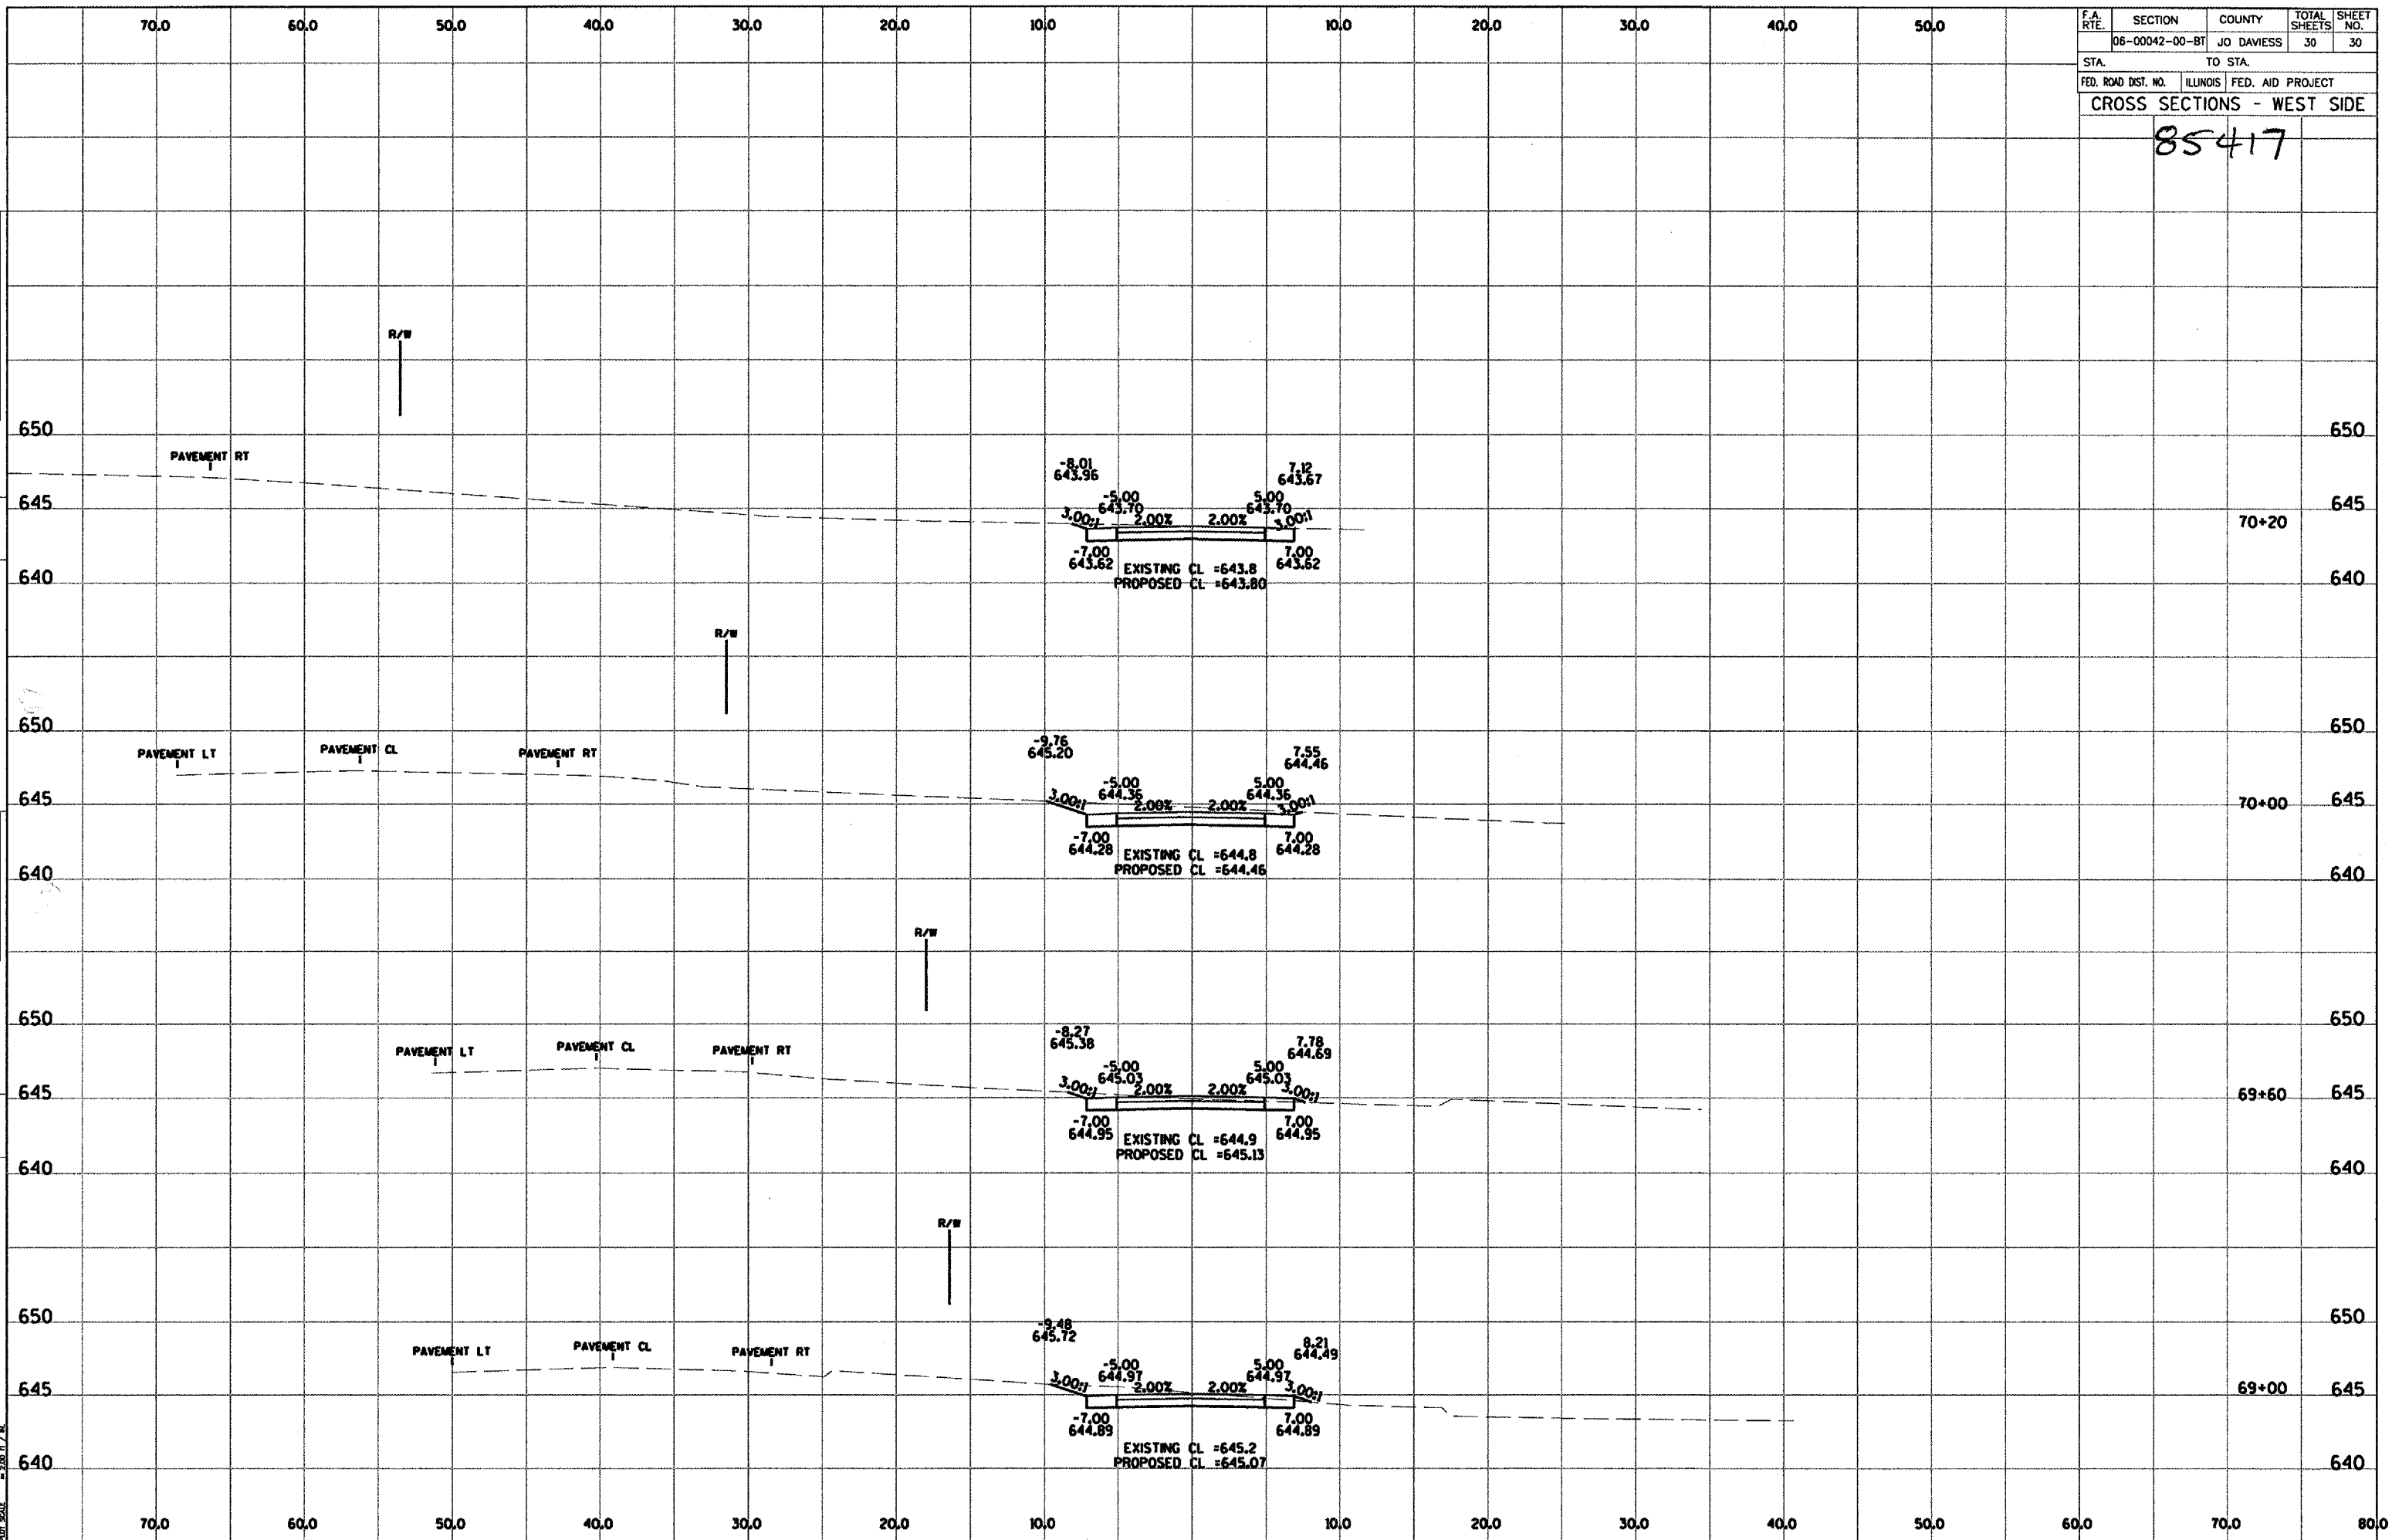 70.0 60.0 50.0 40.0 30.0 20.0 10.0 10.0 20.0 30.0 40.0 50.0
F.A. RTE. SECTION COUNTY TOTAL SHEETS SHEET NO.
06-00042-00-BT JO DAVIESS 30 30
STA. TO STA.
FED. ROAD DIST. NO. ILLINOIS FED. AID PROJECT
CROSS SECTIONS - WEST SIDE
85417
R/W
650 650
PAVEMENT RT
-8.01 7.12
643.96 643.67
-5.00 5.00
645 643.70 643.70 645
3.00:1 2.00% 2.00% 3.00:1
70+20
-7.00 7.00
643.62 643.62
EXISTING CL =643.8
640 640
PROPOSED CL =643.80
R/W
650 650
PAVEMENT LT PAVEMENT CL PAVEMENT RT
-9.76 7.55
645.20 644.46
-5.00 5.00
644.36 644.36
645 3.00:1 2.00% 2.00% 3.00:1 70+00 645
-7.00 7.00
644.28 644.28
EXISTING CL =644.8
PROPOSED CL =644.46
640 640
R/W
650 650
-8.27 7.78
645.38 644.69
PAVEMENT LT PAVEMENT CL PAVEMENT RT
-5.00 5.00
645.03 645.03
3.00:1 2.00% 2.00% 3.00:1
645 69+60 645
-7.00 7.00
644.95 644.95
EXISTING CL =644.9
PROPOSED CL =645.13
640 640
R/W
650 650
-9.48 8.21
645.72 644.49
PAVEMENT LT PAVEMENT CL PAVEMENT RT
-5.00 5.00
644.97 644.97
3.00:1 2.00% 2.00% 3.00:1
645 69+00 645
-7.00 7.00
644.89 644.89
EXISTING CL =645.2
PROPOSED CL =645.07
640 640
70.0 60.0 50.0 40.0 30.0 20.0 10.0 10.0 20.0 30.0 40.0 50.0 60.0 70.0 80.0